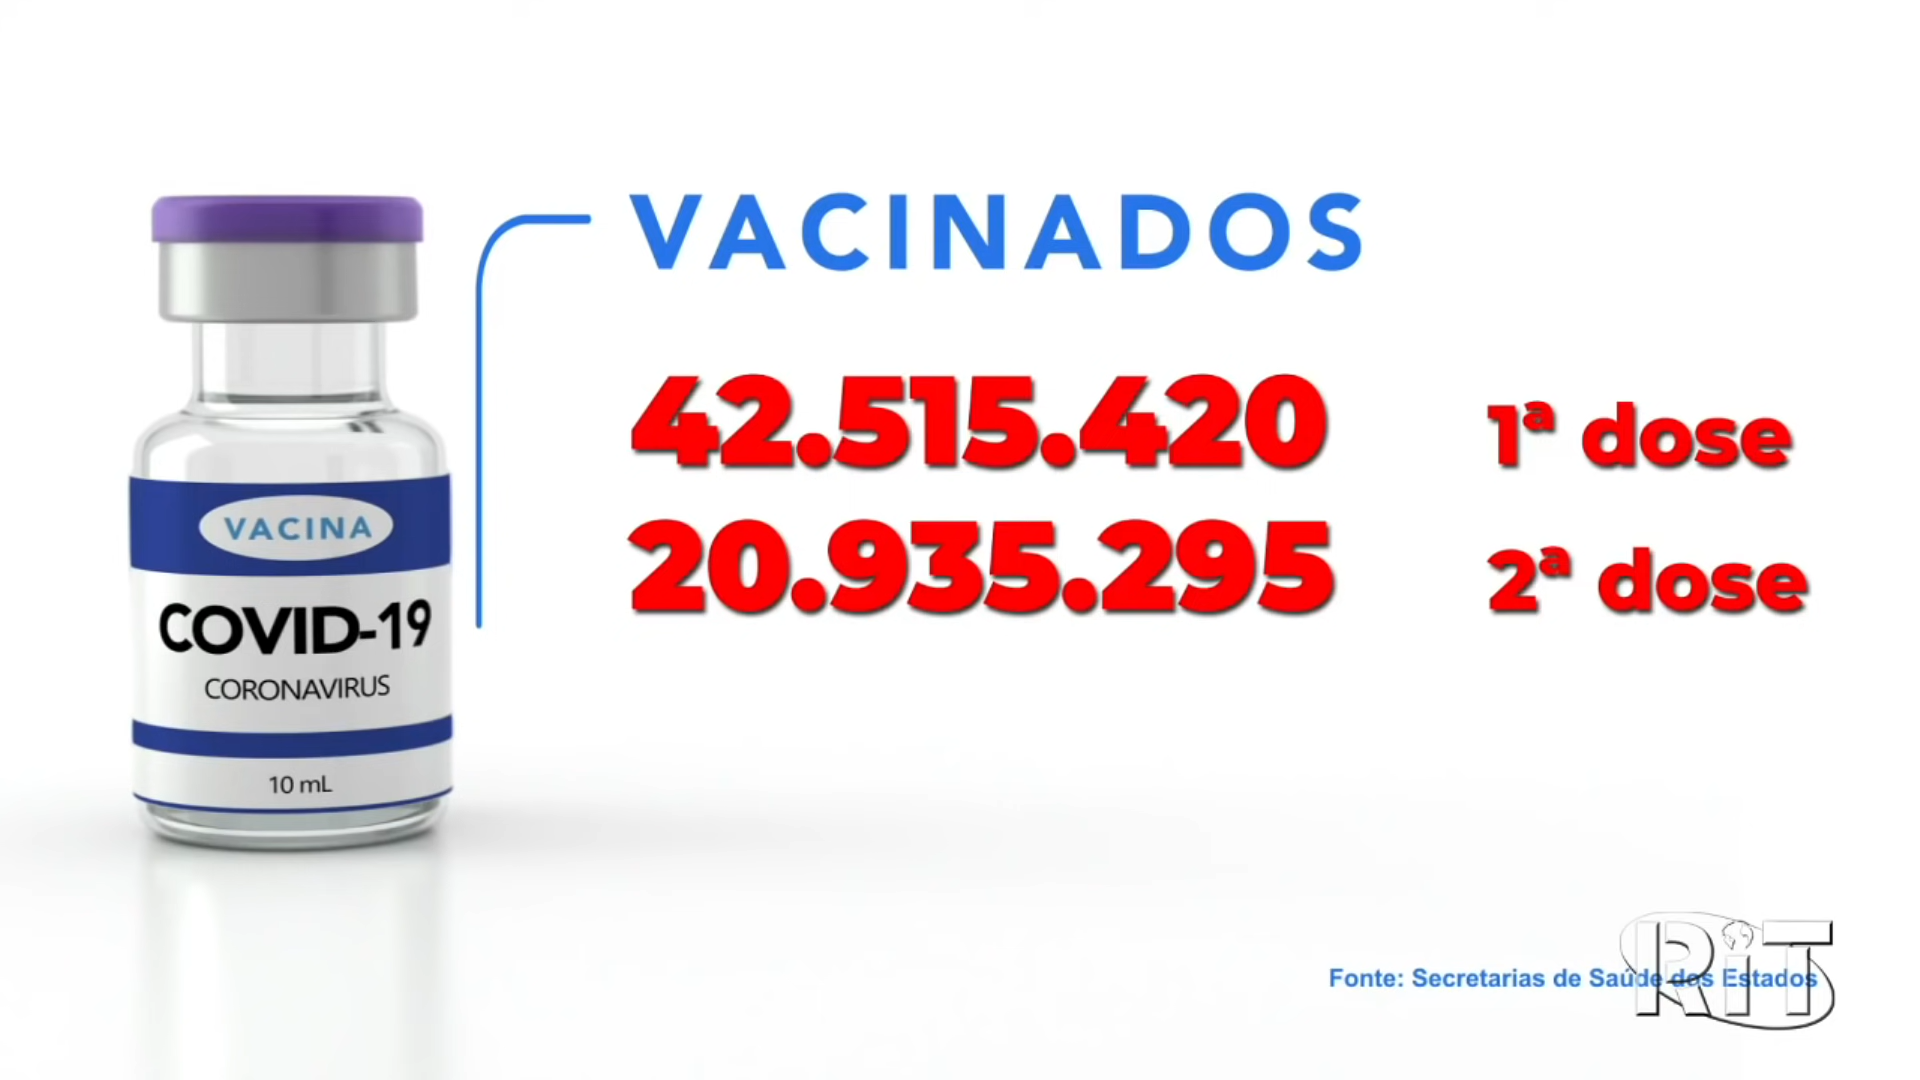 VACINADOS
42.515.420 1ª dose
20.935.295 2ª dose
VACINA
COVID-19
CORONAVIRUS
10 mL
Fonte: Secretarias de Saúde dos Estados
RiT